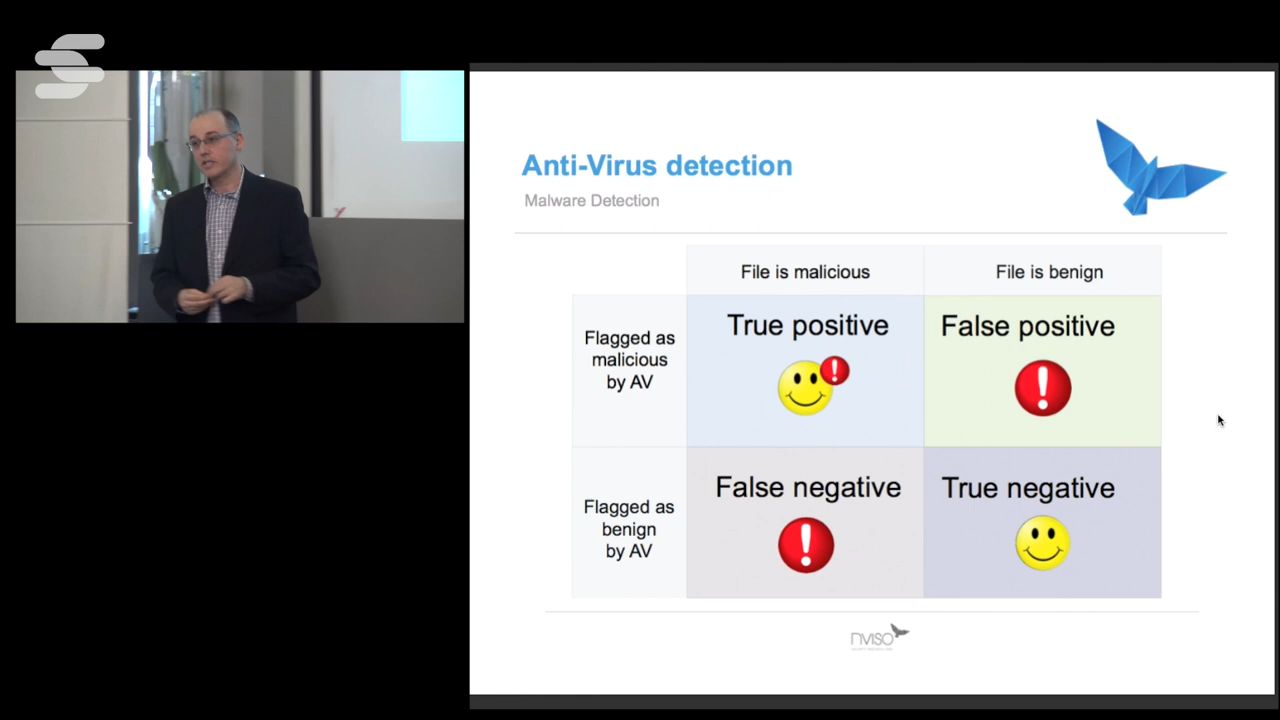 Anti-Virus detection
Malware Detection
File is malicious
File is benign
Flagged as
malicious
by AV
True positive
False positive
Flagged as
benign
by AV
False negative
True negative
NVISO